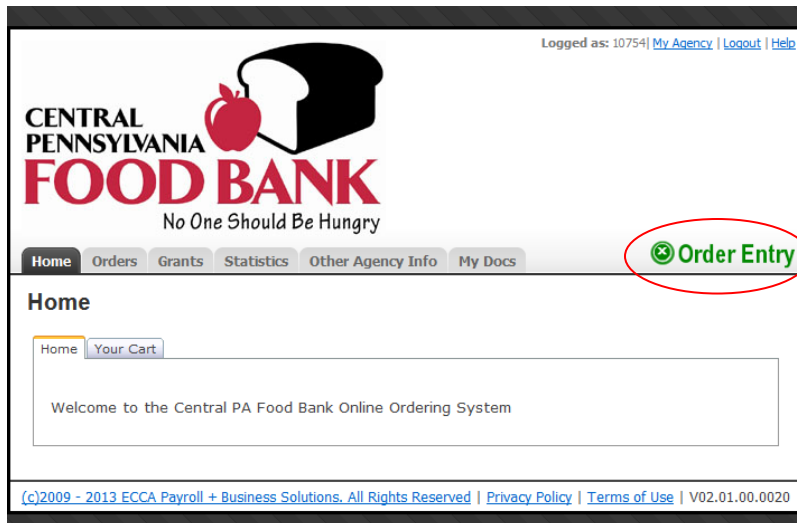 Logged as: 10754| My Agency | Logout | Help
CENTRAL
PENNSYLVANIA
FOOD BANK
No One Should Be Hungry
Home Orders Grants Statistics Other Agency Info My Docs Order Entry
Home
Home Your Cart
Welcome to the Central PA Food Bank Online Ordering System
(c)2009 - 2013 ECCA Payroll + Business Solutions. All Rights Reserved | Privacy Policy | Terms of Use | V02.01.00.0020